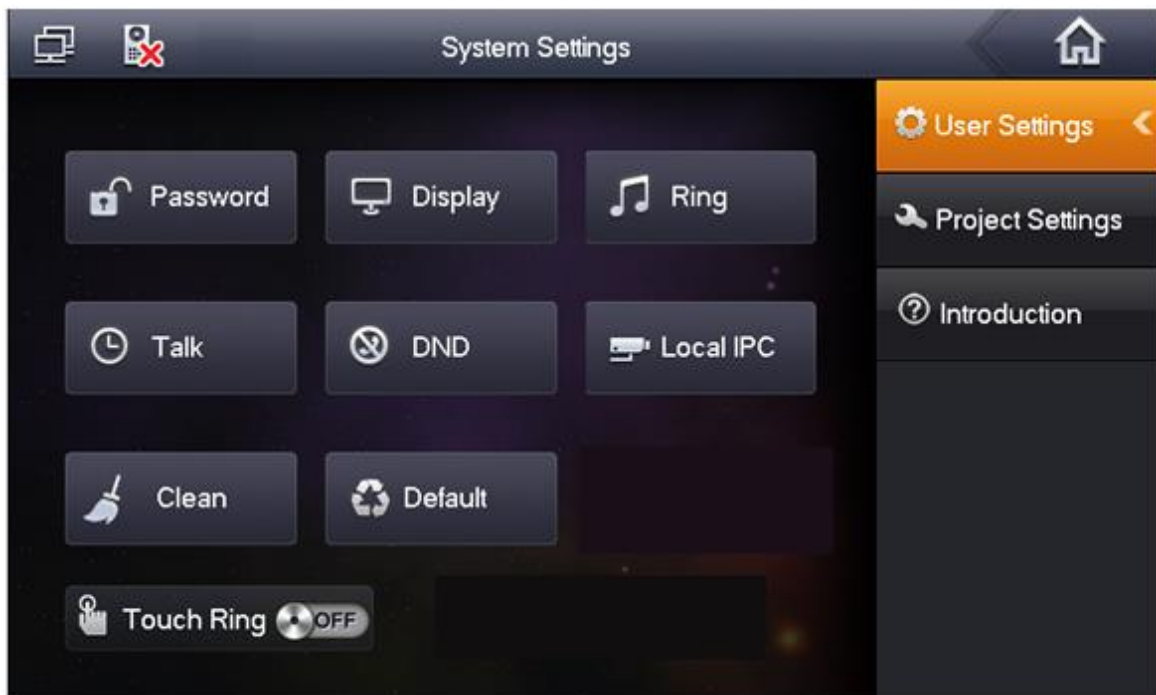 System Settings
User Settings
Password
Display
Ring
Project Settings
Introduction
Talk
DND
Local IPC
Clean
Default
Touch Ring OFF